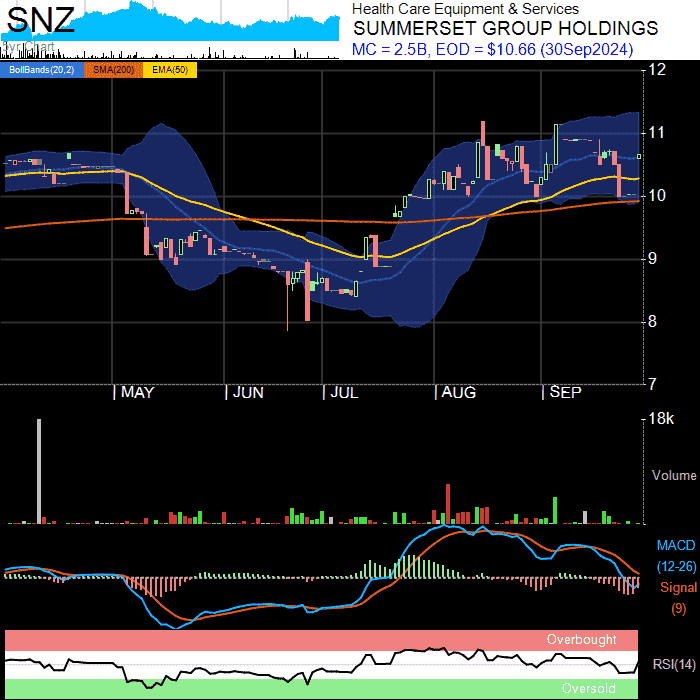 SNZ
Health Care Equipment & Services
SUMMERSET GROUP HOLDINGS
3yr Chart
MC = 2.5B, EOD = $10.66 (30Sep2024)
BollBands(20,2) SMA(200) EMA(50)
12
11
10
9
8
7
MAY JUN JUL AUG SEP
18k
Volume
MACD
(12-26)
Signal
(9)
Overbought
RSI(14)
Oversold